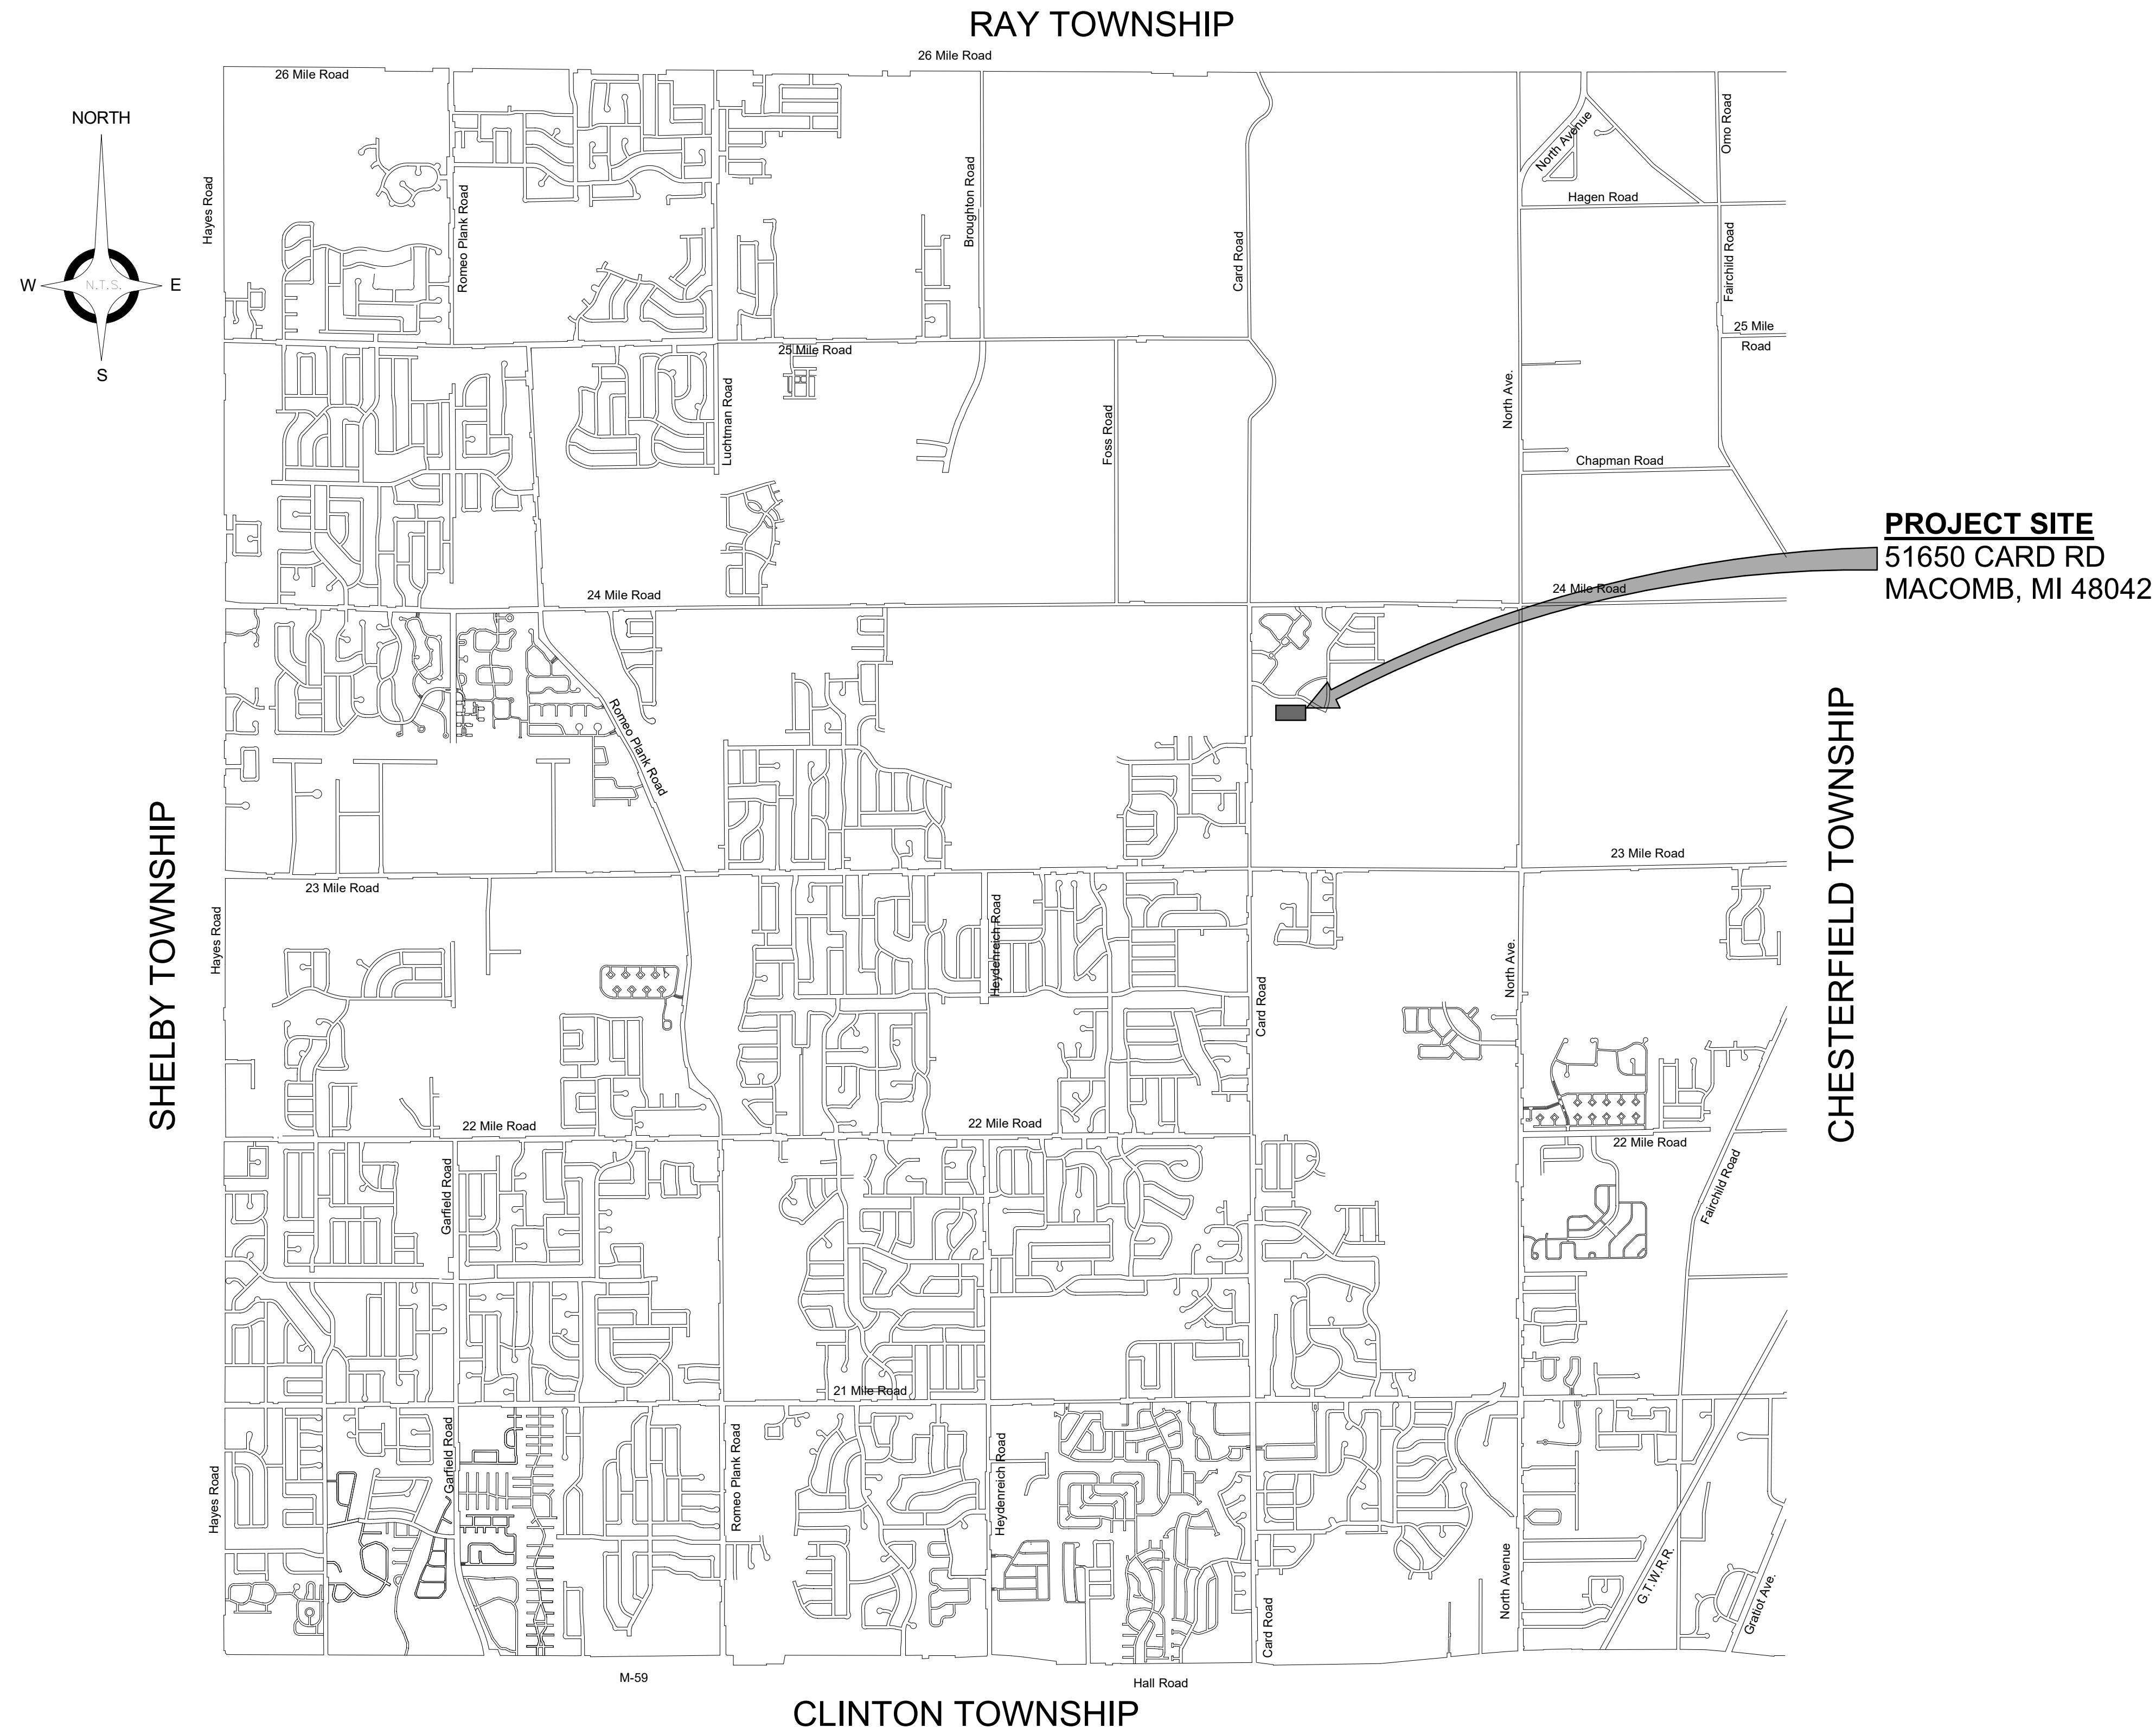 RAY TOWNSHIP
26 Mile Road
26 Mile Road
NORTH
W
N.T.S.
E
S
Hayes Road
Romeo Plank Road
Broughton Road
Card Road
North Avenue
Omo Road
Hagen Road
Fairchild Road
25 Mile
Road
25 Mile Road
Luchtman Road
Foss Road
North Ave.
Chapman Road
PROJECT SITE
51650 CARD RD
MACOMB, MI 48042
24 Mile Road
24 Mile Road
Romeo Plank Road
SHELBY TOWNSHIP
CHESTERFIELD TOWNSHIP
23 Mile Road
23 Mile Road
Hayes Road
Heydenreich Road
Card Road
North Ave.
22 Mile Road
22 Mile Road
22 Mile Road
Garfield Road
Fairchild Road
21 Mile Road
Hayes Road
Garfield Road
Romeo Plank Road
Heydenreich Road
Card Road
North Avenue
G.T.W.R.R.
Gratiot Ave.
M-59
Hall Road
CLINTON TOWNSHIP